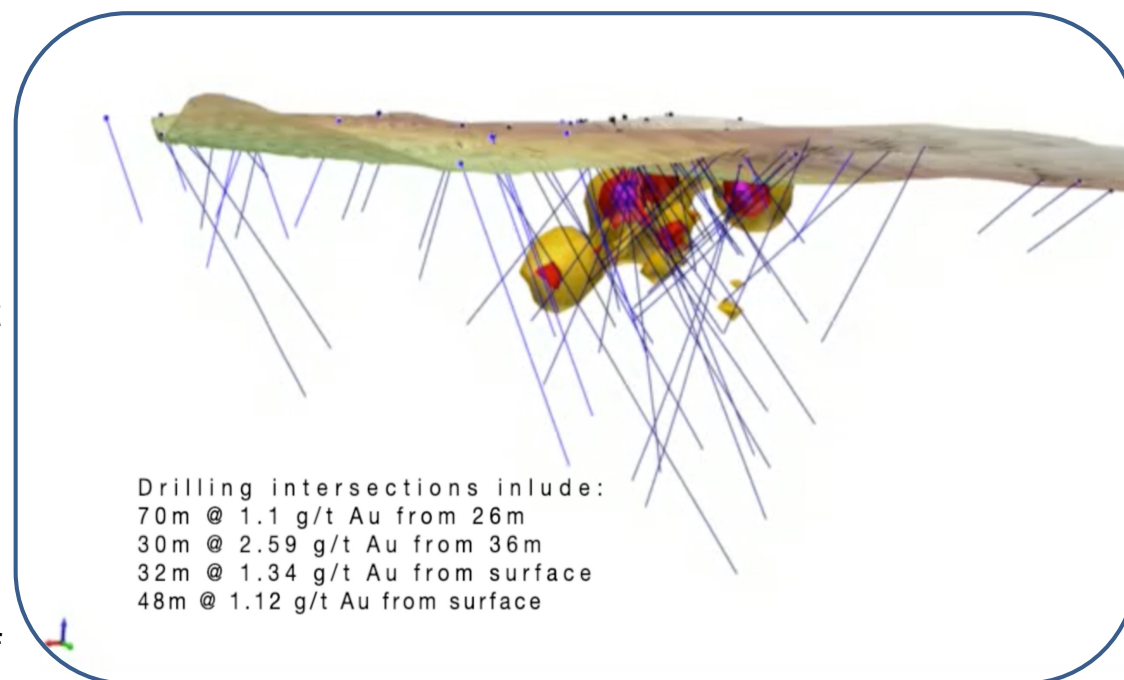 Drilling intersections inlude:
70m @ 1.1 g/t Au from 26m
30m @ 2.59 g/t Au from 36m
32m @ 1.34 g/t Au from surface
48m @ 1.12 g/t Au from surface